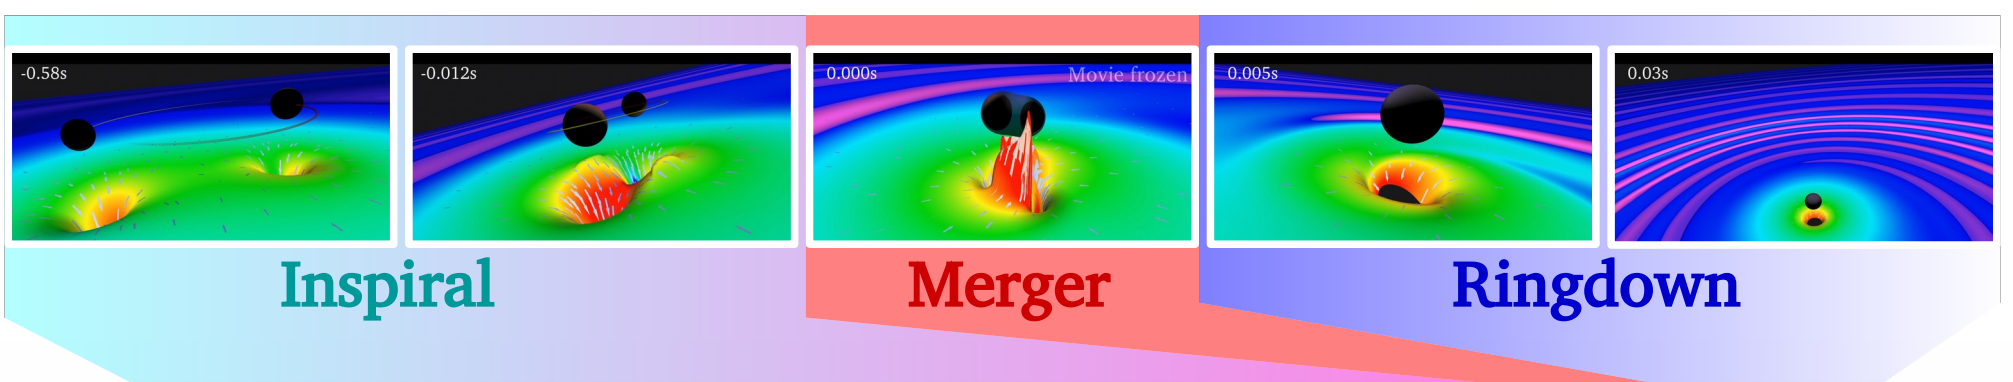 -0.58s
-0.012s
0.000s
Movie frozen
0.005s
0.03s
Inspiral
Merger
Ringdown